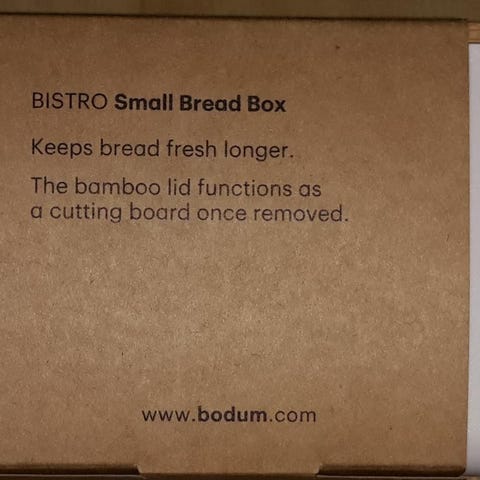 BISTRO Small Bread Box
Keeps bread fresh longer.
The bamboo lid functions as
a cutting board once removed.
www.bodum.com